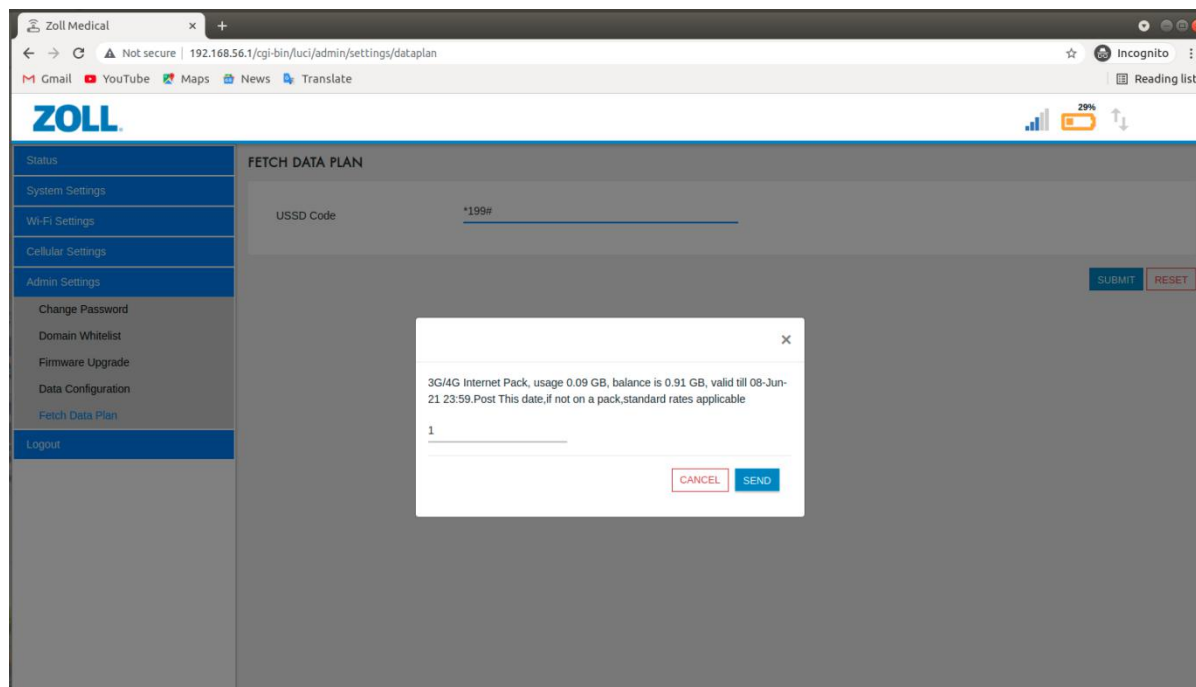 Zoll Medical
Not secure | 192.168.56.1/cgi-bin/luci/admin/settings/dataplan
Incognito
Gmail YouTube Maps News Translate
Reading list
ZOLL.
29%
Status
FETCH DATA PLAN
System Settings
USSD Code
*199#
Wi-Fi Settings
Cellular Settings
Admin Settings
SUBMIT RESET
Change Password
Domain Whitelist
Firmware Upgrade
Data Configuration
Fetch Data Plan
Logout
3G/4G Internet Pack, usage 0.09 GB, balance is 0.91 GB, valid till 08-Jun-
21 23:59.Post This date,if not on a pack,standard rates applicable
1
CANCEL SEND